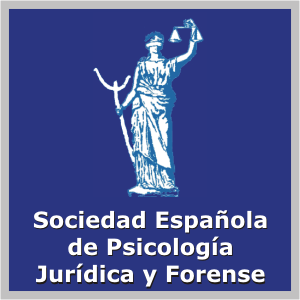 Sociedad Española
de Psicología
Jurídica y Forense